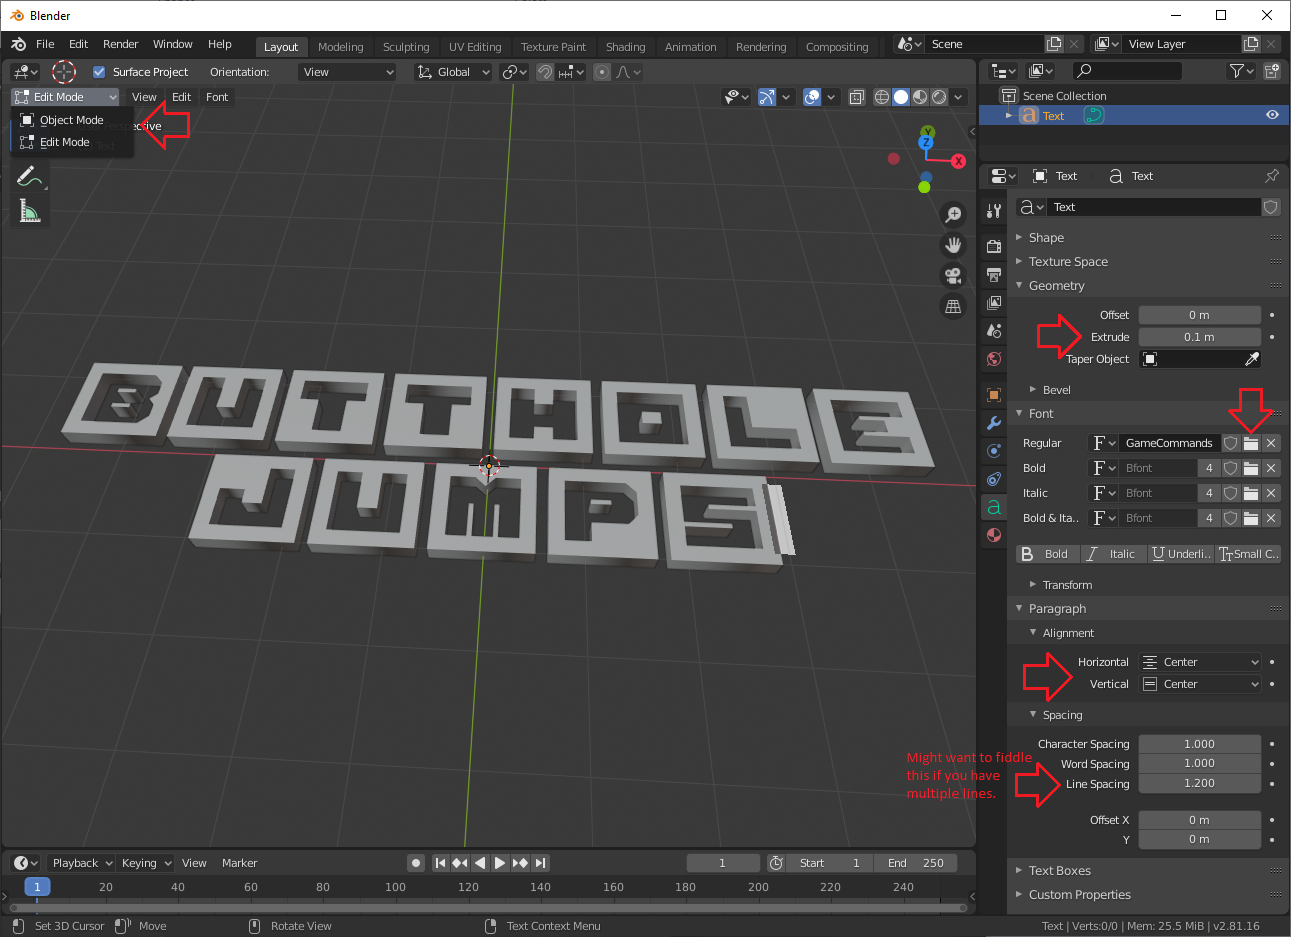 Blender
File Edit Render Window Help Layout Modeling Sculpting UV Editing Texture Paint Shading Animation Rendering Compositing Scene View Layer
Surface Project Orientation: View Global
Edit Mode View Edit Font
Object Mode
Edit Mode
BUTTHOLE
JUMPS
Y
Z
X
Scene Collection
Text
Text Text
Text
Shape
Texture Space
Geometry
Offset 0 m
Extrude 0.1 m
Taper Object
Bevel
Font
Regular F GameCommands
Bold F Bfont 4
Italic F Bfont 4
Bold & Ita.. F Bfont 4
B Bold I Italic U Underli.. Tт Small C..
Transform
Paragraph
Alignment
Horizontal Center
Vertical Center
Spacing
Character Spacing 1.000
Word Spacing 1.000
Line Spacing 1.200
Might want to fiddle
this if you have
multiple lines.
Offset X 0 m
Y 0 m
Text Boxes
Custom Properties
Playback Keying View Marker 1 Start 1 End 250
1 20 40 60 80 100 120 140 160 180 200 220 240
Set 3D Cursor Move Rotate View Text Context Menu Text | Verts:0/0 | Mem: 25.5 MiB | v2.81.16